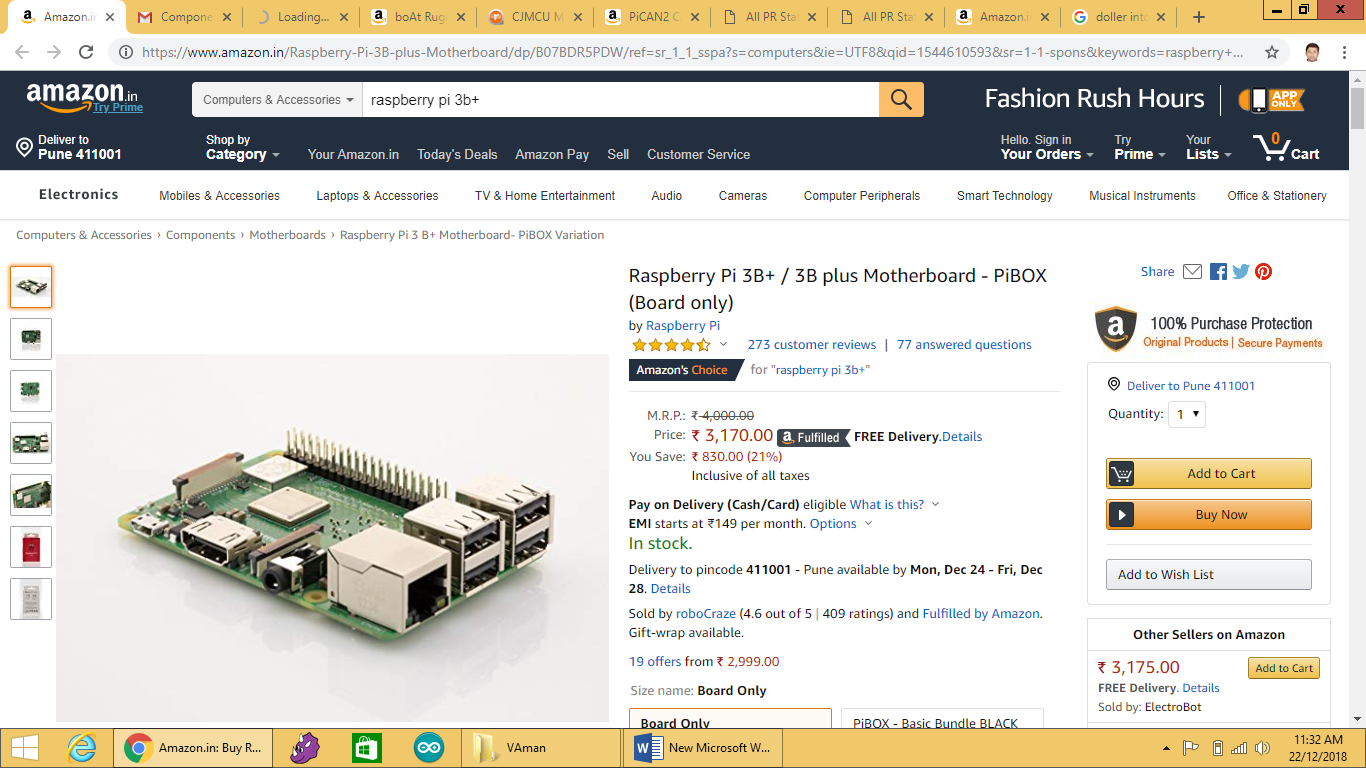 Amazon.in
Compone
Loading...
boAt Rug
CJMCU M
PiCAN2 C
All PR Sta
All PR Sta
Amazon.i
doller int
https://www.amazon.in/Raspberry-Pi-3B-plus-Motherboard/dp/B07BDR5PDW/ref=sr_1_1_sspa?s=computers&ie=UTF8&qid=1544610593&sr=1-1-spons&keywords=raspberry+...
amazon.in
Try Prime
Computers & Accessories
raspberry pi 3b+
Fashion Rush Hours
APP ONLY
Deliver to
Pune 411001
Shop by
Category
Your Amazon.in
Today's Deals
Amazon Pay
Sell
Customer Service
Hello. Sign in
Your Orders
Try
Prime
Your
Lists
0
Cart
Electronics
Mobiles & Accessories
Laptops & Accessories
TV & Home Entertainment
Audio
Cameras
Computer Peripherals
Smart Technology
Musical Instruments
Office & Stationery
Computers & Accessories › Components › Motherboards › Raspberry Pi 3 B+ Motherboard- PiBOX Variation
Raspberry Pi 3B+ / 3B plus Motherboard - PiBOX
(Board only)
by Raspberry Pi
273 customer reviews | 77 answered questions
Amazon's Choice for "raspberry pi 3b+"
M.R.P.: ₹ 4,000.00
Price: ₹ 3,170.00 a Fulfilled FREE Delivery.Details
You Save: ₹ 830.00 (21%)
Inclusive of all taxes
Pay on Delivery (Cash/Card) eligible What is this?
EMI starts at ₹149 per month. Options
In stock.
Delivery to pincode 411001 - Pune available by Mon, Dec 24 - Fri, Dec
28. Details
Sold by roboCraze (4.6 out of 5 | 409 ratings) and Fulfilled by Amazon.
Gift-wrap available.
19 offers from ₹ 2,999.00
Size name: Board Only
Board Only
PiBOX - Basic Bundle BLACK
Share
100% Purchase Protection
Original Products | Secure Payments
Deliver to Pune 411001
Quantity: 1
Add to Cart
Buy Now
Add to Wish List
Other Sellers on Amazon
₹ 3,175.00
Add to Cart
FREE Delivery. Details
Sold by: ElectroBot
Amazon.in: Buy R...
VAman
New Microsoft W...
11:32 AM
22/12/2018